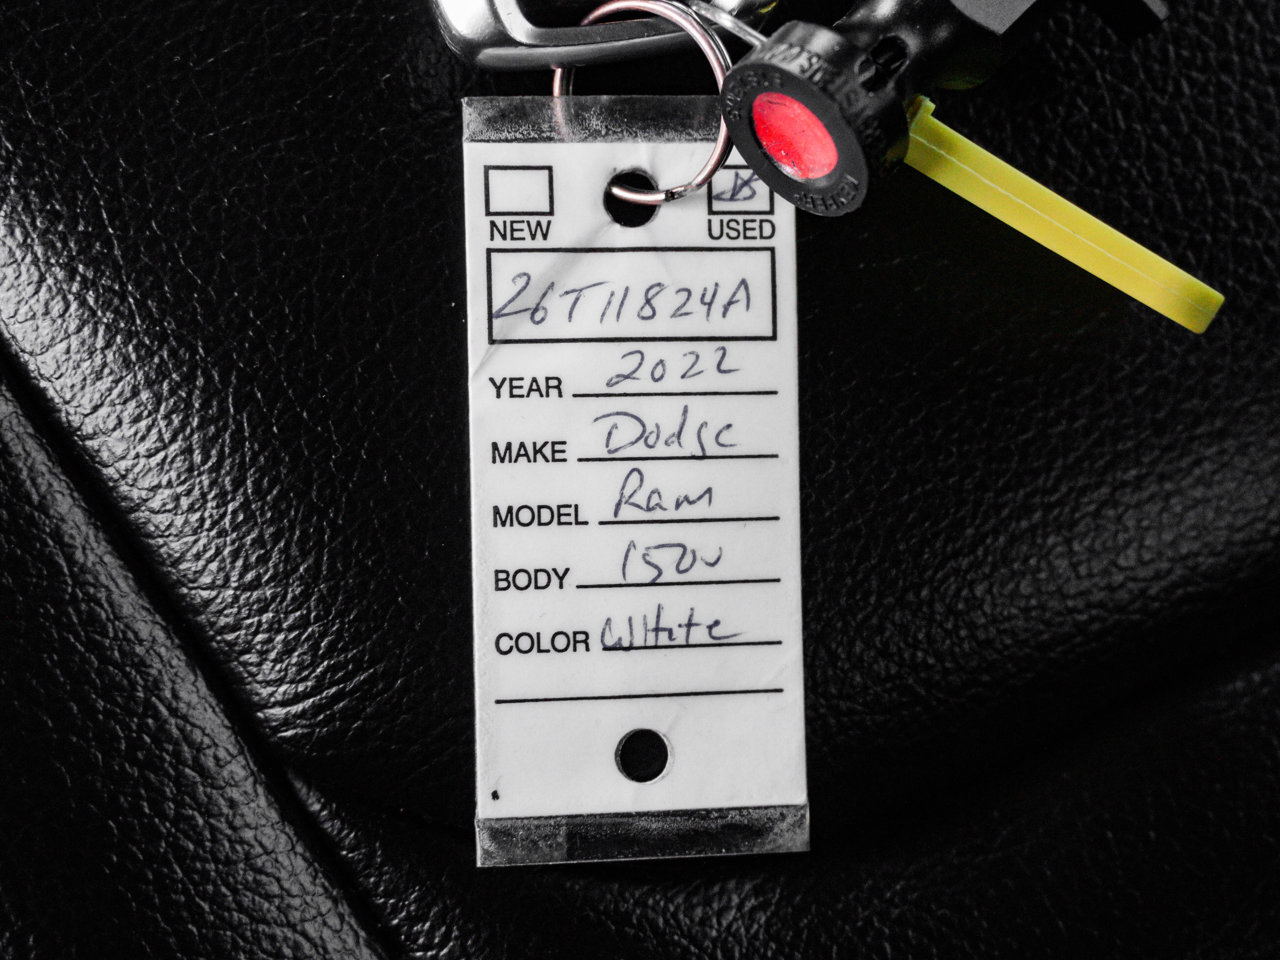 NEW USED
26T11824A
YEAR 2022
MAKE Dodge
MODEL Ram
BODY 1500
COLOR WHite